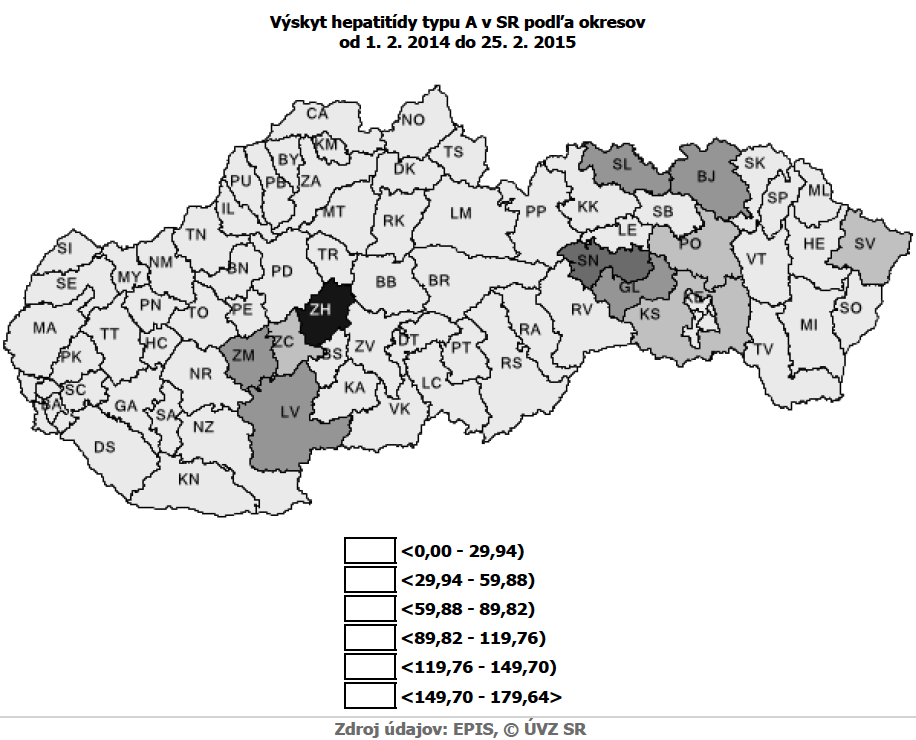 Výskyt hepatitídy typu A v SR podľa okresov
od 1. 2. 2014 do 25. 2. 2015
CA
NO
KM
TS
BY
DK
PU
PB
ZA
SL
BJ
SK
SP
ML
IL
MT
RK
LM
PP
KK
SB
TN
LE
PO
HE
SV
SI
NM
BN
PD
TR
BB
BR
SN
VT
SE
MY
GL
KE
PN
TO
PE
ZH
RV
KS
SO
MA
TT
HC
ZM
ZC
BS
ZV
DT
PT
RA
MI
TV
PK
NR
RS
SC
KA
LC
BA
GA
SA
NZ
LV
VK
DS
KN
<0,00 - 29,94)
<29,94 - 59,88)
<59,88 - 89,82)
<89,82 - 119,76)
<119,76 - 149,70)
<149,70 - 179,64>
Zdroj údajov: EPIS, © ÚVZ SR